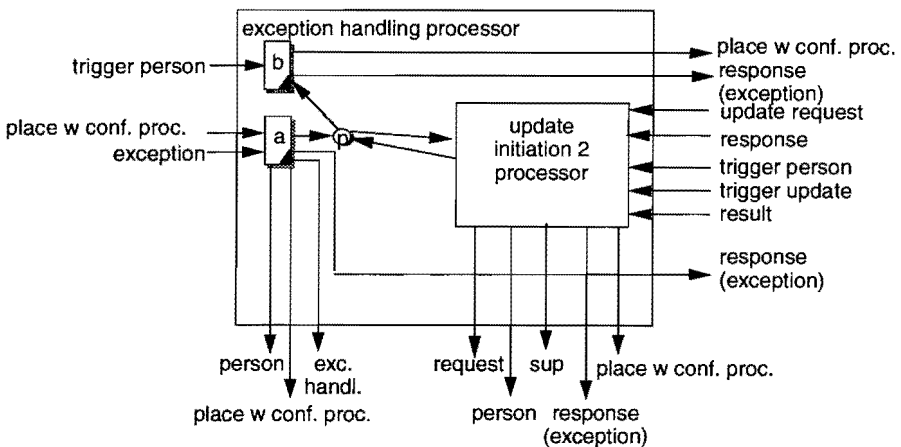 exception handling processor
b
trigger person
place w conf. proc.
response
(exception)
place w conf. proc.
exception
a
p
update
initiation 2
processor
update request
response
trigger person
trigger update
result
response
(exception)
person
exc.
handl.
place w conf. proc.
request
sup
place w conf. proc.
person
response
(exception)